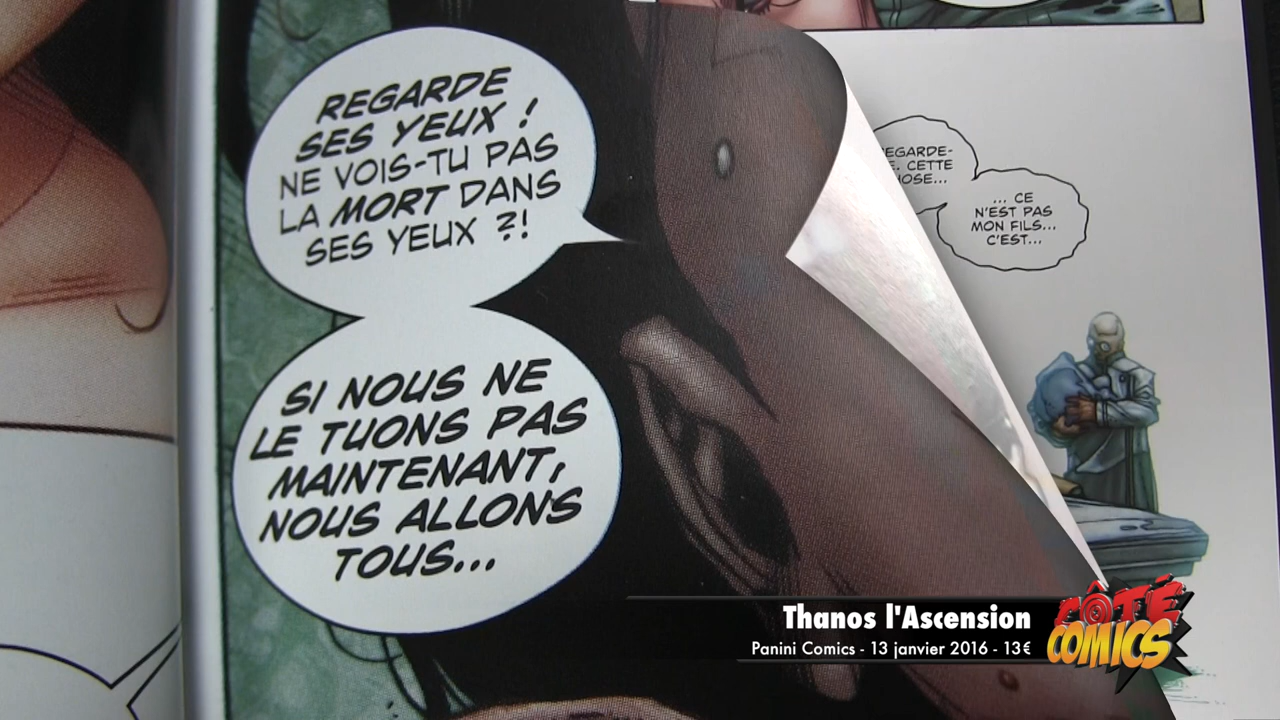 REGARDE
SES YEUX !
NE VOIS-TU PAS
LA MORT DANS
SES YEUX ?!
SI NOUS NE
LE TUONS PAS
MAINTENANT,
NOUS ALLONS
TOUS...
CETTE
... CE
N'EST PAS
MON FILS...
C'EST...
Thanos l'Ascension
Panini Comics - 13 janvier 2016 - 13€
CÔTÉ
COMICS